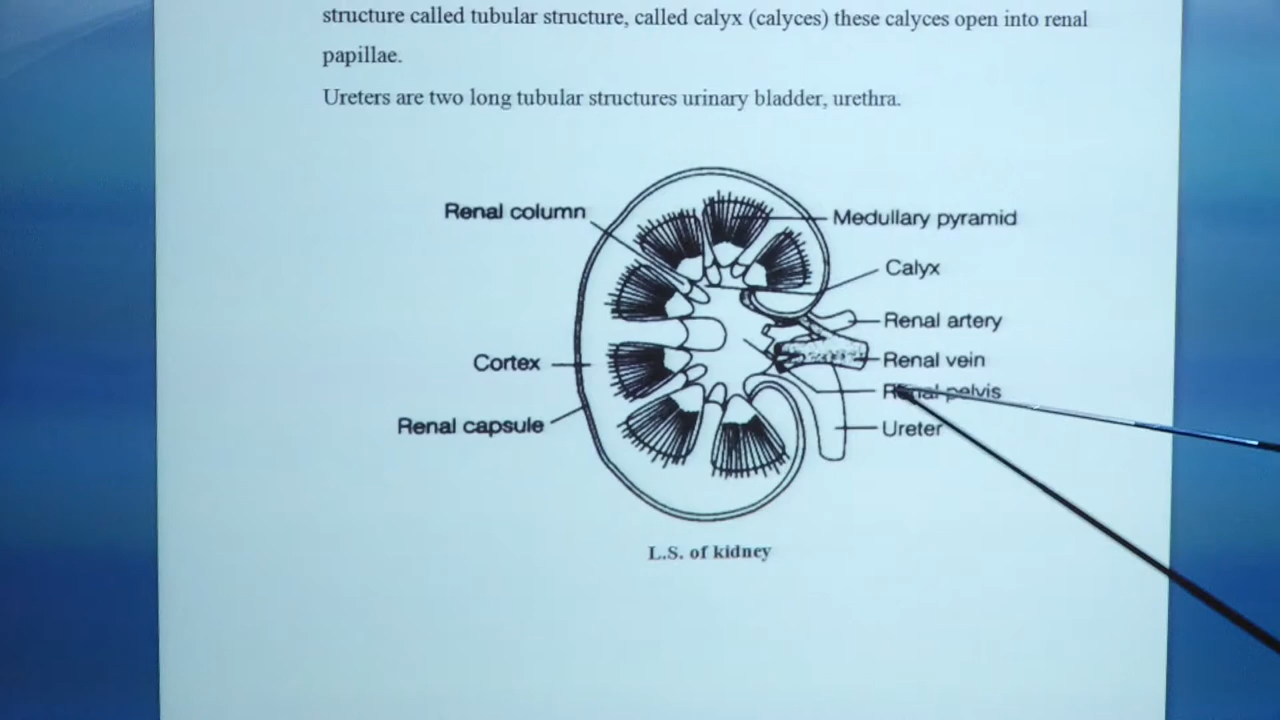 structure called tubular structure, called calyx (calyces) these calyces open into renal
papillae.
Ureters are two long tubular structures urinary bladder, urethra.
Renal column
Medullary pyramid
Calyx
Renal artery
Cortex
Renal vein
Renal pelvis
Renal capsule
Ureter
L.S. of kidney